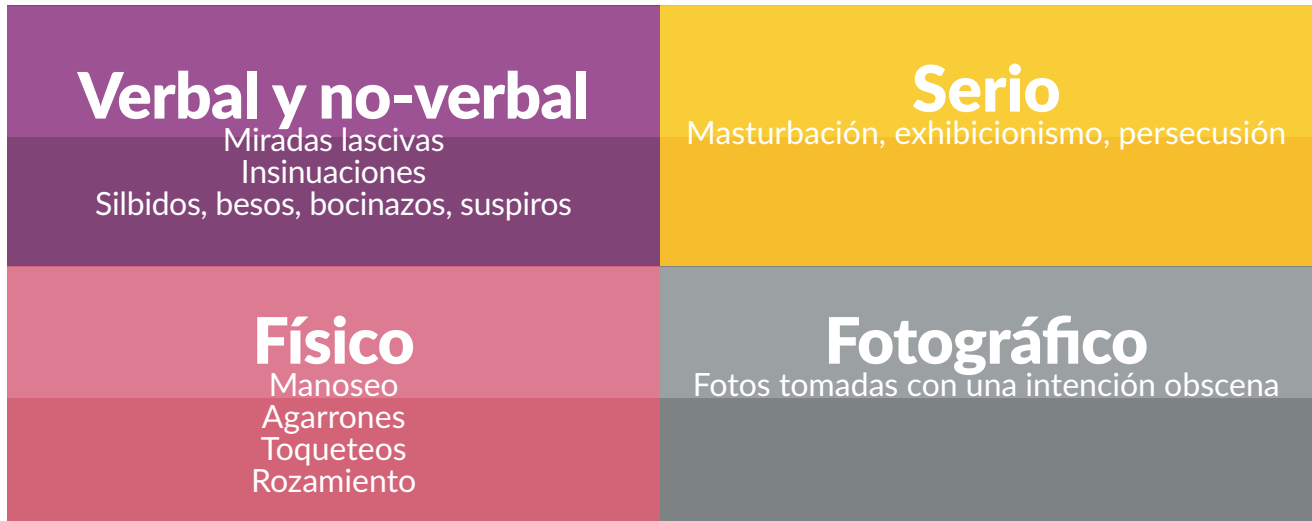 Verbal y no-verbal
Miradas lascivas
Insinuaciones
Silbidos, besos, bocinazos, suspiros
Serio
Masturbación, exhibicionismo, persecusión
Físico
Manoseo
Agarrones
Toqueteos
Rozamiento
Fotográfico
Fotos tomadas con una intención obscena